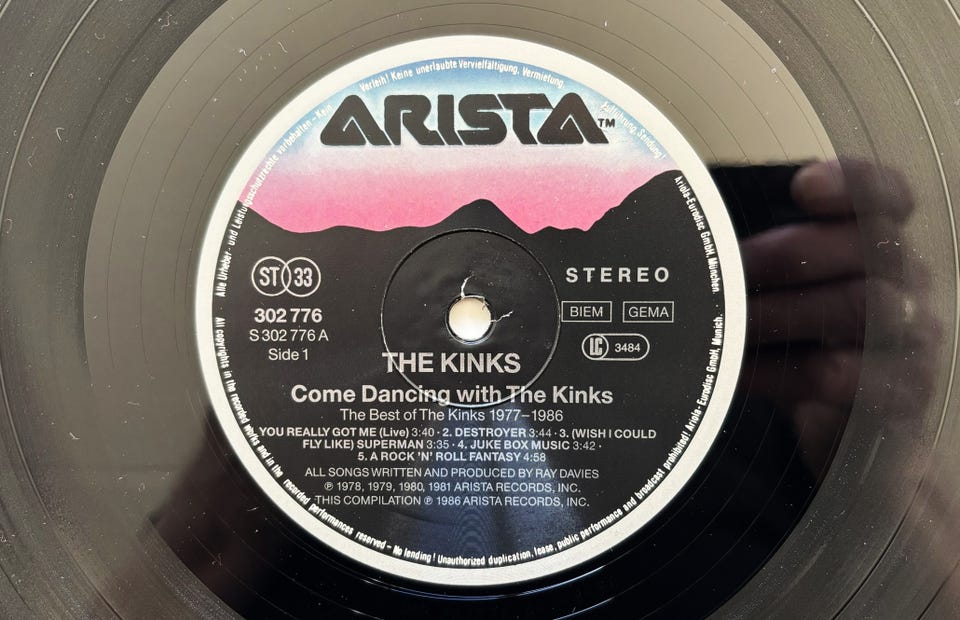 Alle Urheber- und Leistungsschutzrechte vorbehalten – Kein Verleih! Keine unerlaubte Vervielfältigung, Vermietung, Aufführung, Sendung!
ARISTA™
Ariola-Eurodisc GmbH, München.
ST 33
STEREO
302 776
BIEM GEMA
S 302 776 A
LC 3484
Side 1
THE KINKS
Come Dancing with The Kinks
The Best of The Kinks 1977–1986
1. YOU REALLY GOT ME (Live) 3:40 · 2. DESTROYER 3:44 · 3. (WISH I COULD
FLY LIKE) SUPERMAN 3:35 · 4. JUKE BOX MUSIC 3:42 ·
5. A ROCK 'N' ROLL FANTASY 4:58
ALL SONGS WRITTEN AND PRODUCED BY RAY DAVIES
℗ 1978, 1979, 1980, 1981 ARISTA RECORDS, INC.
THIS COMPILATION ℗ 1986 ARISTA RECORDS, INC.
All copyrights in the recorded works and in the recorded performances reserved – No lending! Unauthorized duplication, lease, public performance and broadcast prohibited! Ariola-Eurodisc GmbH, Munich.